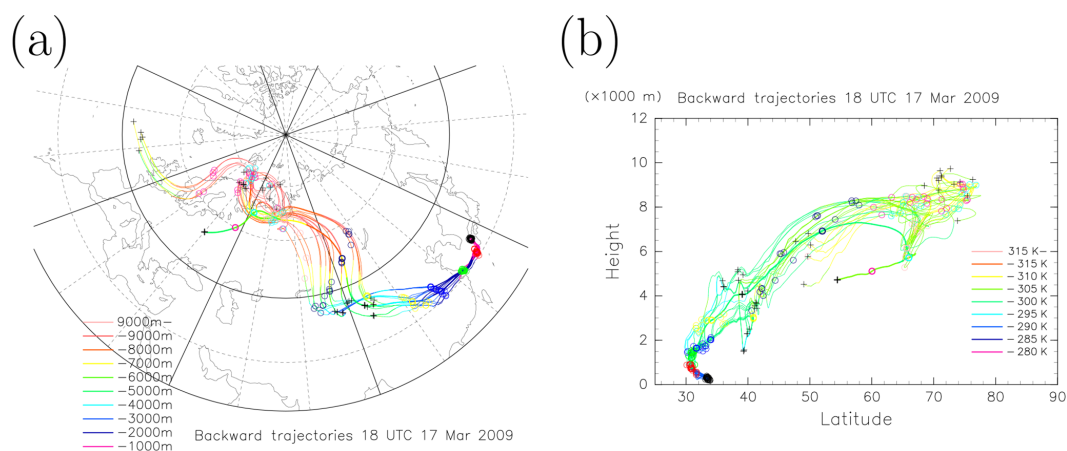 (a)
9000m−
−9000m
−8000m
−7000m
−6000m
−5000m
−4000m
−3000m
−2000m
−1000m
Backward trajectories 18 UTC 17 Mar 2009
(b)
(×1000 m) Backward trajectories 18 UTC 17 Mar 2009
12
10
8
6
4
2
0
Height
30 40 50 60 70 80 90
Latitude
315 K−
−315 K
−310 K
−305 K
−300 K
−295 K
−290 K
−285 K
−280 K